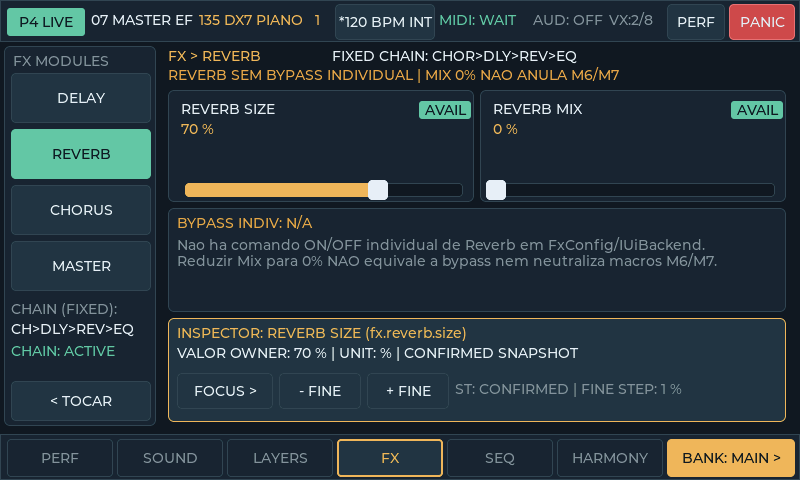 P4 LIVE 07 MASTER EF 135 DX7 PIANO 1 *120 BPM INT MIDI: WAIT AUD: OFF VX:2/8 PERF PANIC
FX MODULES
DELAY
REVERB
CHORUS
MASTER
CHAIN (FIXED):
CH>DLY>REV>EQ
CHAIN: ACTIVE
< TOCAR
FX > REVERB FIXED CHAIN: CHOR>DLY>REV>EQ
REVERB SEM BYPASS INDIVIDUAL | MIX 0% NAO ANULA M6/M7
REVERB SIZE AVAIL
70 %
REVERB MIX AVAIL
0 %
BYPASS INDIV: N/A
Nao ha comando ON/OFF individual de Reverb em FxConfig/IUiBackend.
Reduzir Mix para 0% NAO equivale a bypass nem neutraliza macros M6/M7.
INSPECTOR: REVERB SIZE (fx.reverb.size)
VALOR OWNER: 70 % | UNIT: % | CONFIRMED SNAPSHOT
FOCUS > - FINE + FINE ST: CONFIRMED | FINE STEP: 1 %
PERF SOUND LAYERS FX SEQ HARMONY BANK: MAIN >